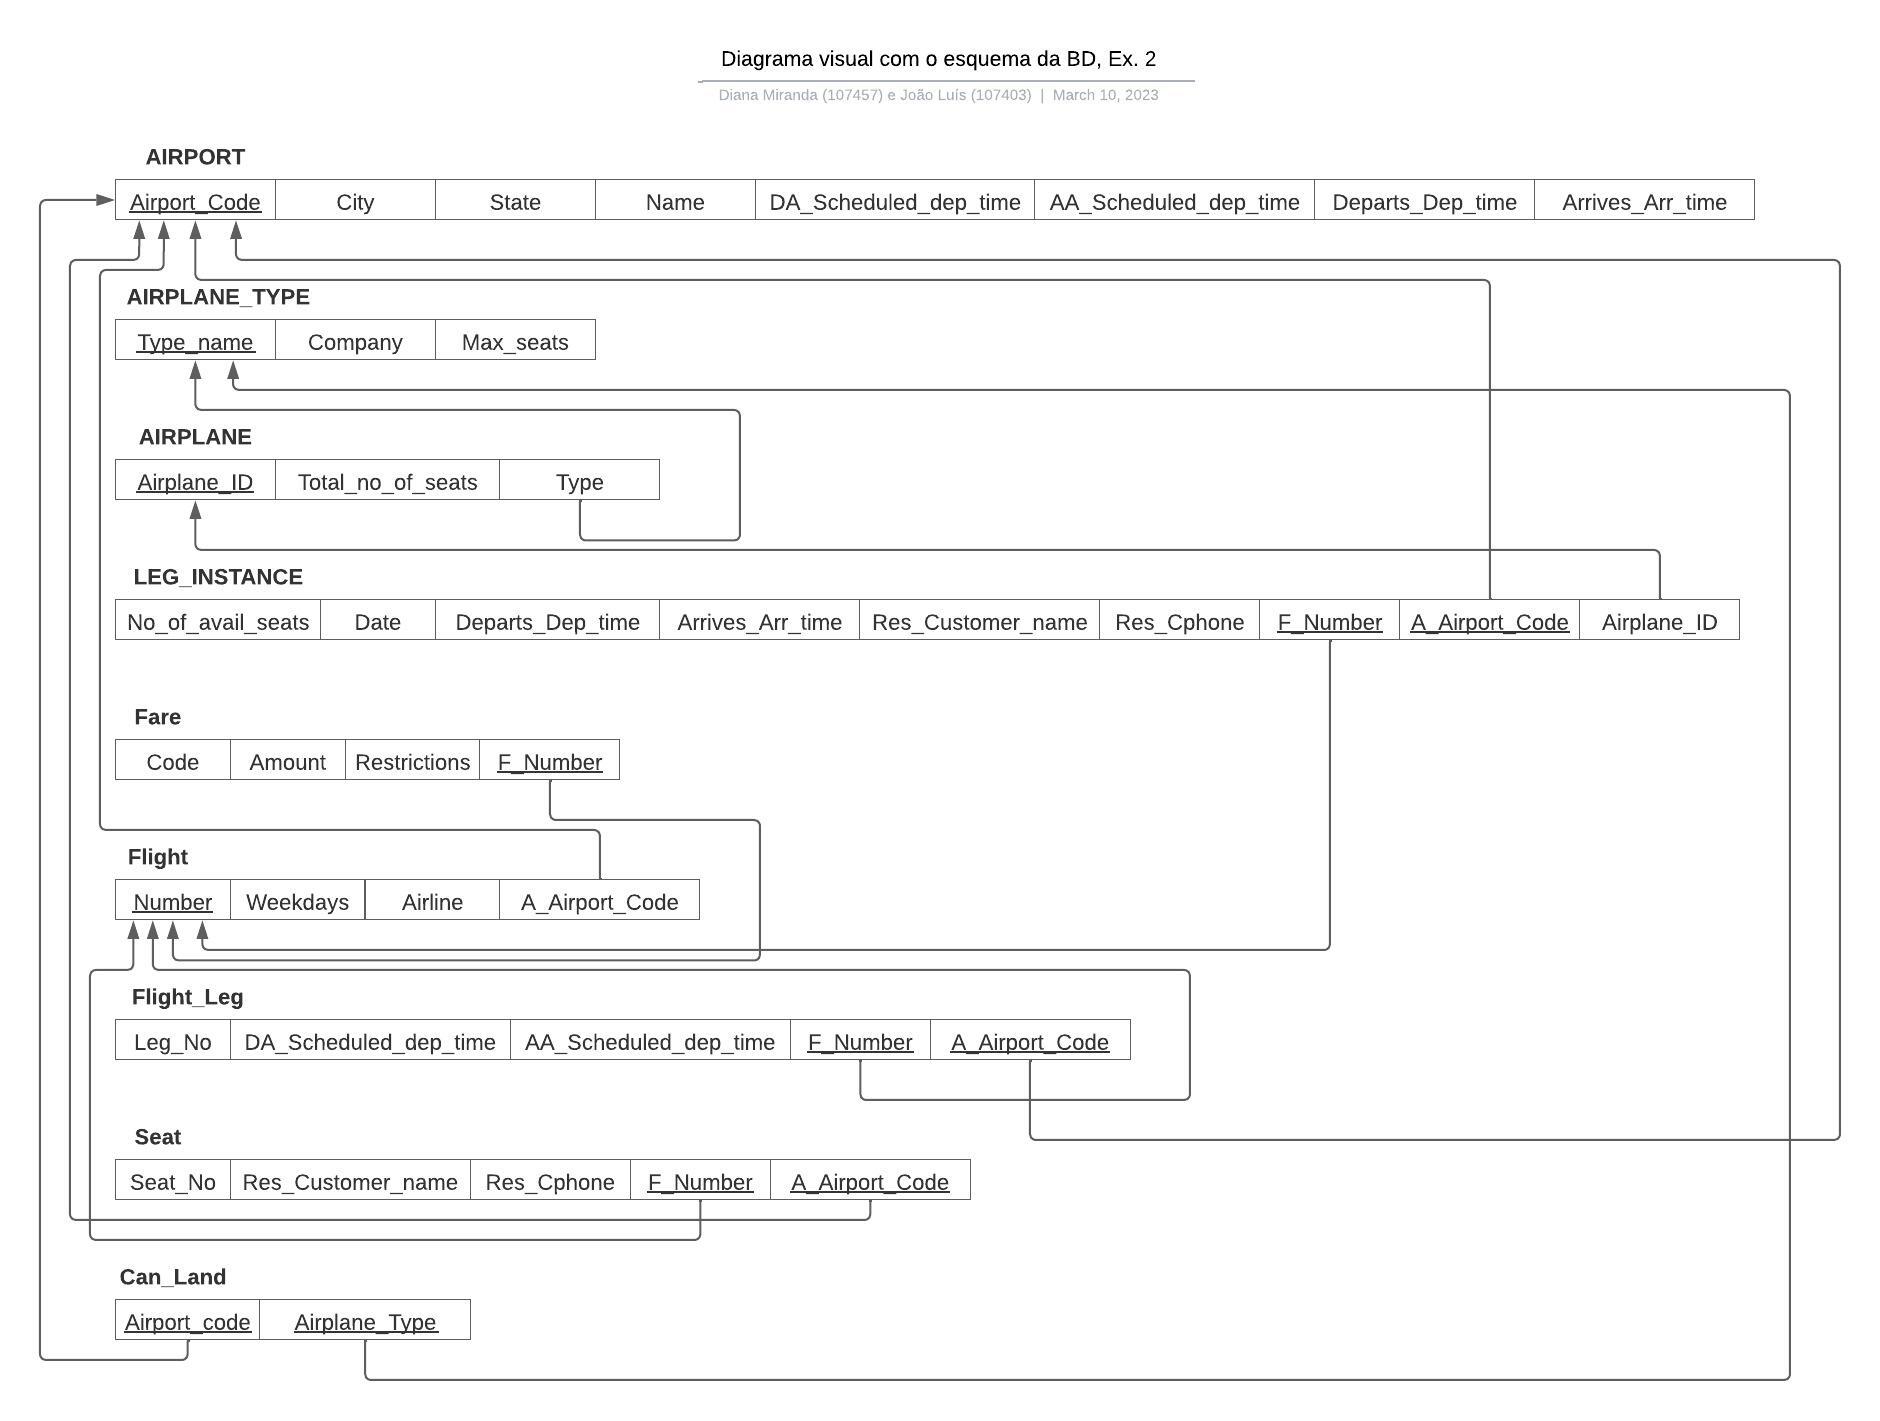 Diagrama visual com o esquema da BD, Ex. 2
Diana Miranda (107457) e João Luís (107403) | March 10, 2023
AIRPORT
Airport_Code City State Name DA_Scheduled_dep_time AA_Scheduled_dep_time Departs_Dep_time Arrives_Arr_time
AIRPLANE_TYPE
Type_name Company Max_seats
AIRPLANE
Airplane_ID Total_no_of_seats Type
LEG_INSTANCE
No_of_avail_seats Date Departs_Dep_time Arrives_Arr_time Res_Customer_name Res_Cphone F_Number A_Airport_Code Airplane_ID
Fare
Code Amount Restrictions F_Number
Flight
Number Weekdays Airline A_Airport_Code
Flight_Leg
Leg_No DA_Scheduled_dep_time AA_Scheduled_dep_time F_Number A_Airport_Code
Seat
Seat_No Res_Customer_name Res_Cphone F_Number A_Airport_Code
Can_Land
Airport_code Airplane_Type